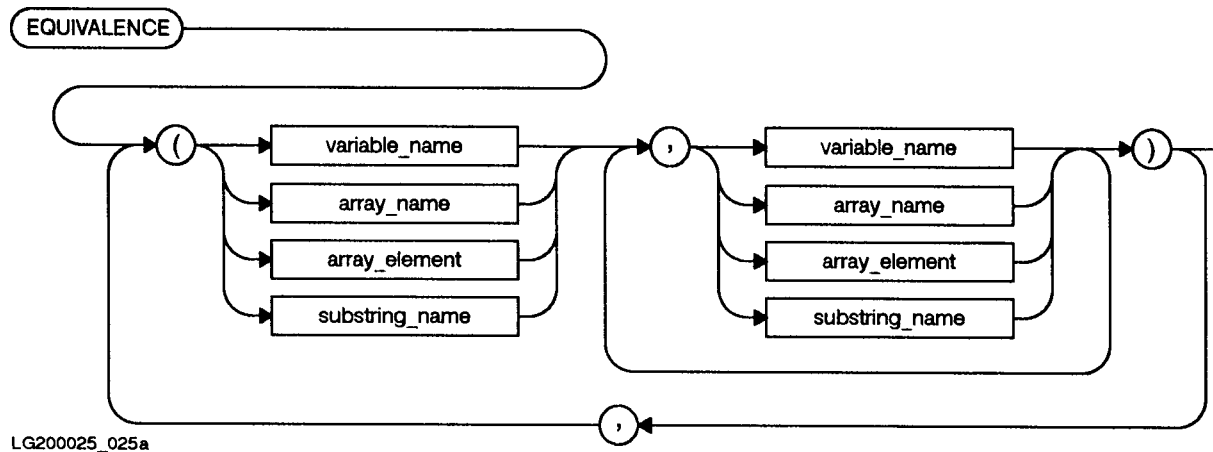 EQUIVALENCE
( variable_name , variable_name )
array_name array_name
array_element array_element
substring_name substring_name
,
LG200025_025a